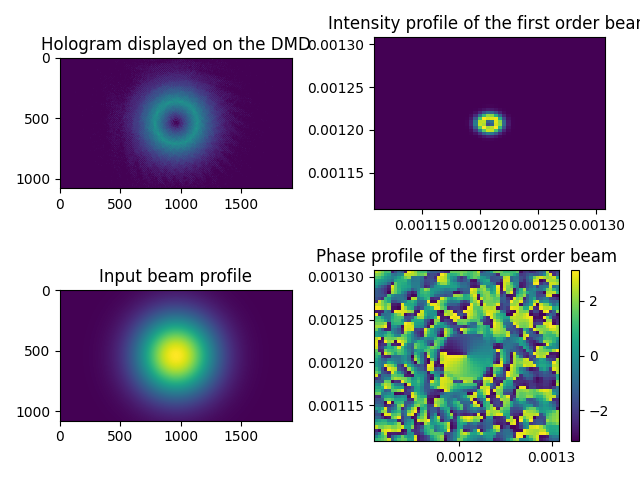 Hologram displayed on the DMD
0
500
1000
0 500 1000 1500
Intensity profile of the first order bea
0.00130
0.00125
0.00120
0.00115
0.00115 0.00120 0.00125 0.00130
Input beam profile
0
500
1000
0 500 1000 1500
Phase profile of the first order beam
0.00130
0.00125
0.00120
0.00115
0.0012 0.0013
2
0
−2